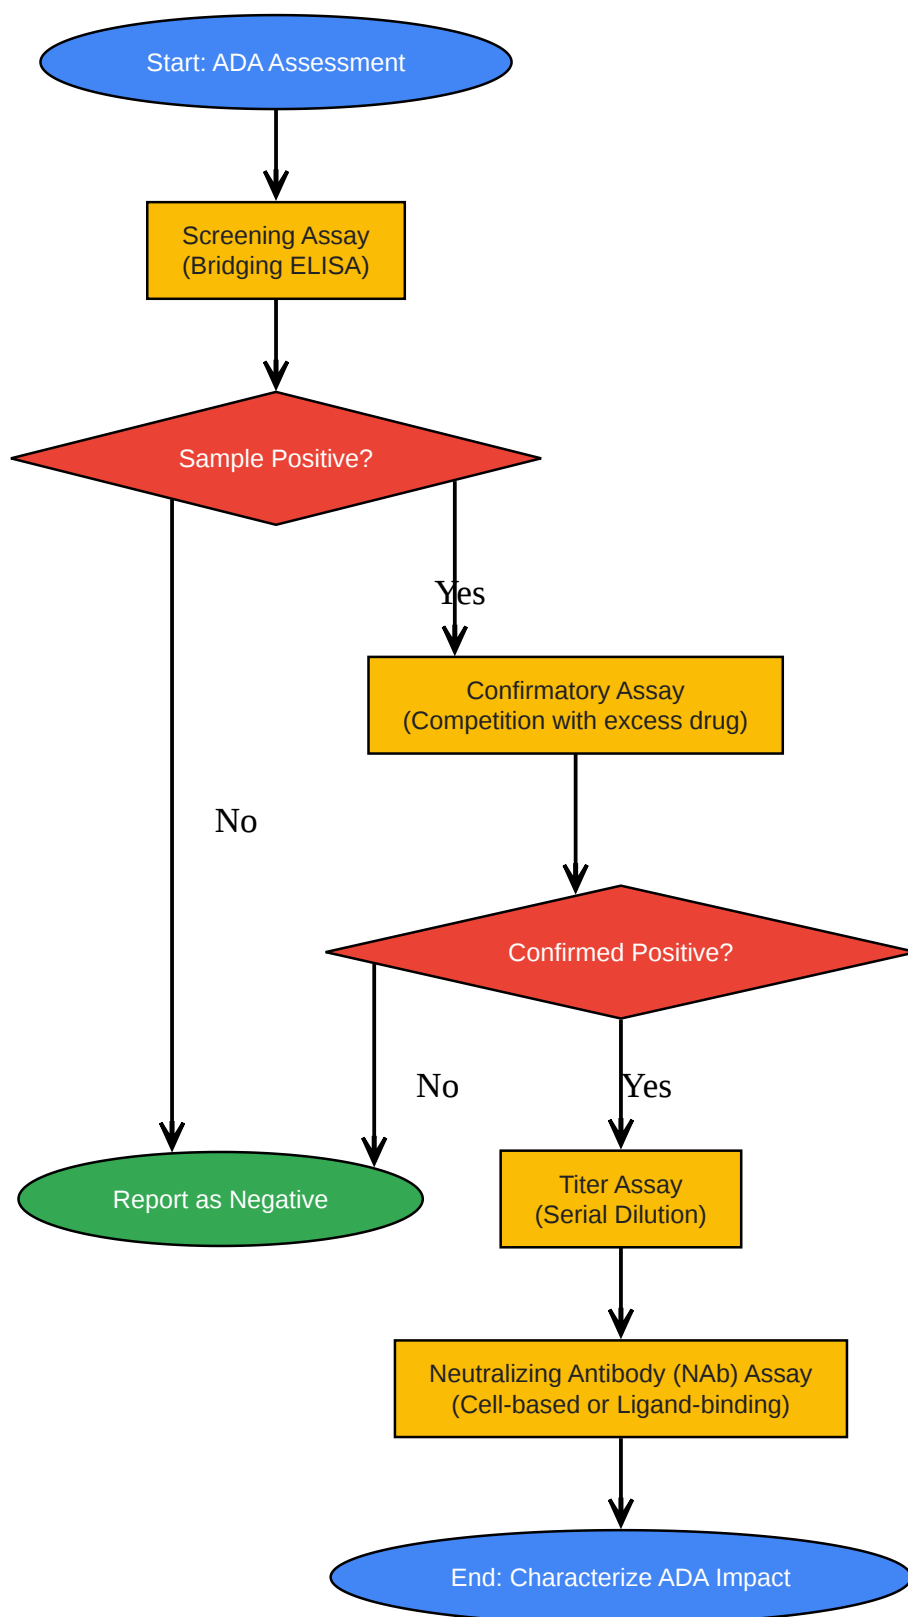 Start: ADA Assessment
Screening Assay
(Bridging ELISA)
Sample Positive?
Yes
Confirmatory Assay
(Competition with excess drug)
No
Confirmed Positive?
No
Yes
Report as Negative
Titer Assay
(Serial Dilution)
Neutralizing Antibody (NAb) Assay
(Cell-based or Ligand-binding)
End: Characterize ADA Impact